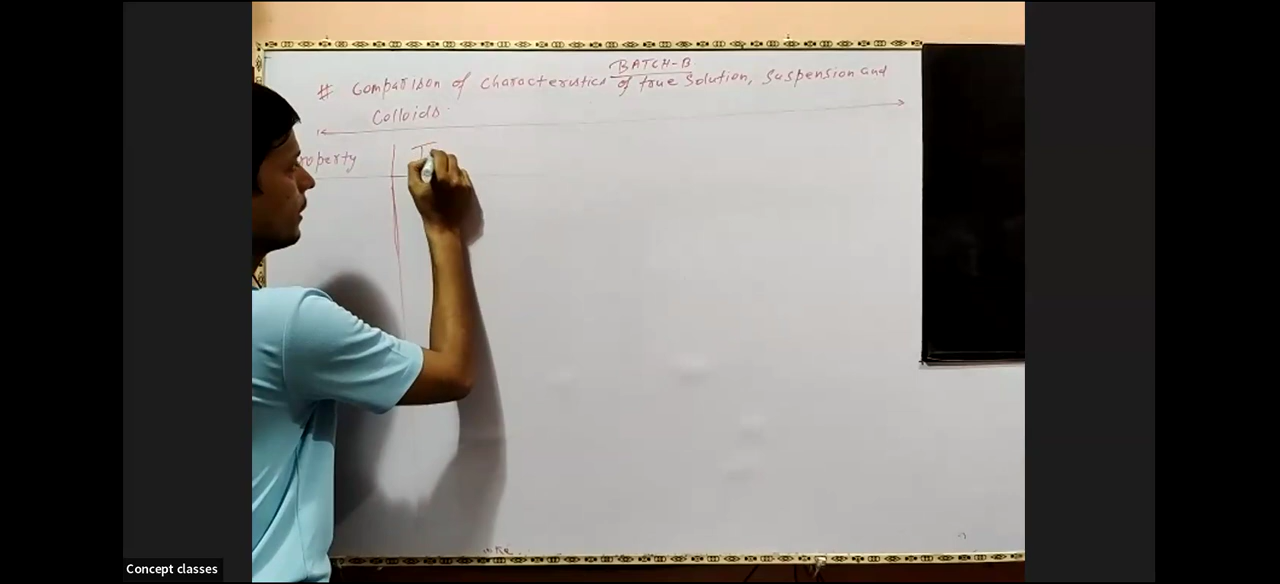 BATCH-B
# Comparison of Characteristics of true Solution, Suspension and
Colloids.
roperty
T
Concept classes